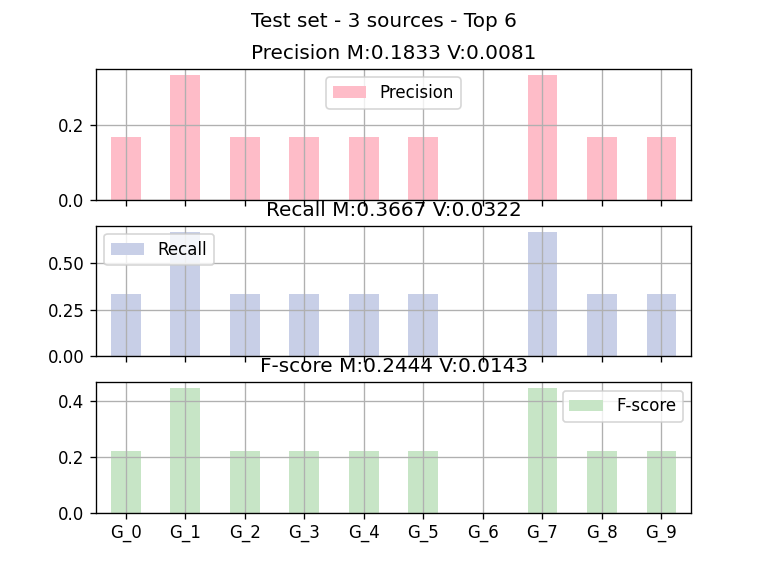 Test set - 3 sources - Top 6
Precision M:0.1833 V:0.0081
Precision
0.2
0.0
Recall M:0.3667 V:0.0322
Recall
0.50
0.25
0.00
F-score M:0.2444 V:0.0143
F-score
0.4
0.2
0.0
G_0 G_1 G_2 G_3 G_4 G_5 G_6 G_7 G_8 G_9